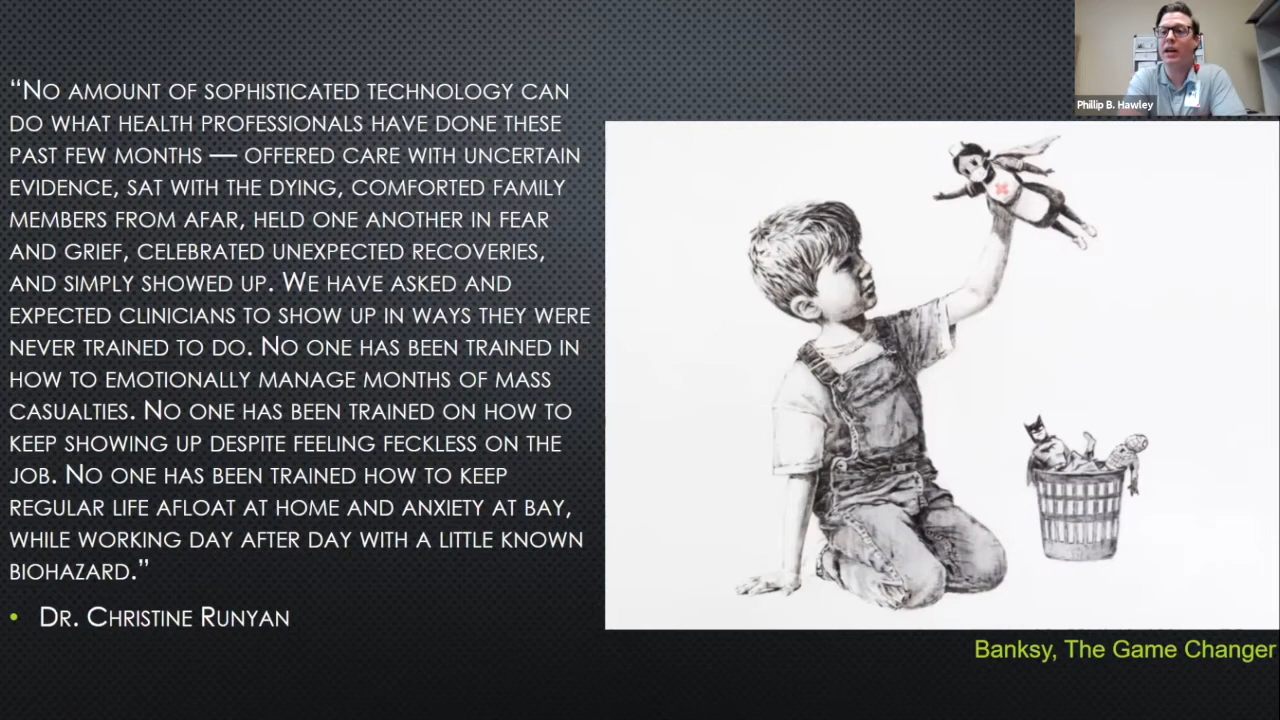 “No amount of sophisticated technology can
do what health professionals have done these
past few months — offered care with uncertain
evidence, sat with the dying, comforted family
members from afar, held one another in fear
and grief, celebrated unexpected recoveries,
and simply showed up. We have asked and
expected clinicians to show up in ways they were
never trained to do. No one has been trained in
how to emotionally manage months of mass
casualties. No one has been trained on how to
keep showing up despite feeling feckless on the
job. No one has been trained how to keep
regular life afloat at home and anxiety at bay,
while working day after day with a little known
biohazard.”
• Dr. Christine Runyan
Phillip B. Hawley
Banksy, The Game Changer